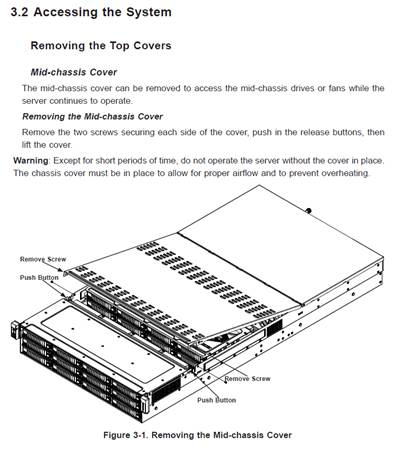 3.2 Accessing the System
Removing the Top Covers
Mid-chassis Cover
The mid-chassis cover can be removed to access the mid-chassis drives or fans while the
server continues to operate.
Removing the Mid-chassis Cover
Remove the two screws securing each side of the cover, push in the release buttons, then
lift the cover.
Warning: Except for short periods of time, do not operate the server without the cover in place.
The chassis cover must be in place to allow for proper airflow and to prevent overheating.
Remove Screw
Push Button
Remove Screw
Push Button
Figure 3-1. Removing the Mid-chassis Cover